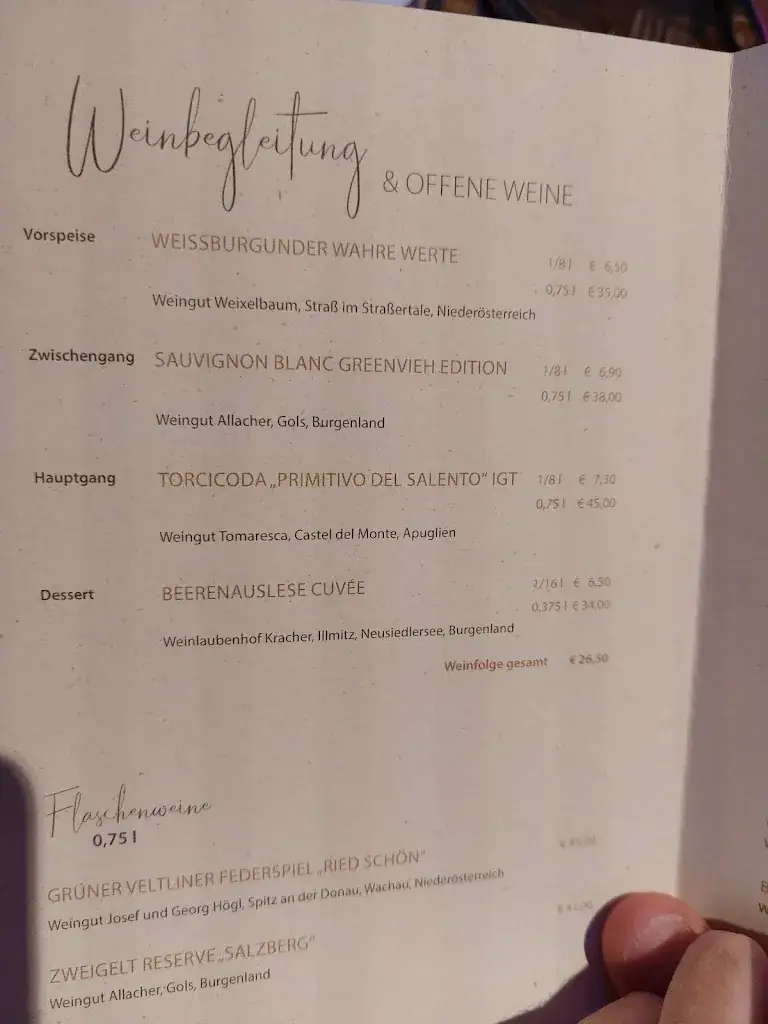 Weinbegleitung & OFFENE WEINE
Vorspeise WEISSBURGUNDER WAHRE WERTE 1/8 l € 6,50
0,75 l € 35,00
Weingut Weixelbaum, Straß im Straßertale, Niederösterreich
Zwischengang SAUVIGNON BLANC GREENVIEH EDITION 1/8 l € 6,90
0,75 l € 38,00
Weingut Allacher, Gols, Burgenland
Hauptgang TORCICODA „PRIMITIVO DEL SALENTO" IGT 1/8 l € 7,30
0,75 l € 45,00
Weingut Tomaresca, Castel del Monte, Apuglien
Dessert BEERENAUSLESE CUVÉE 2/16 l € 6,50
0,375 l € 34,00
Weinlaubenhof Kracher, Illmitz, Neusiedlersee, Burgenland
Weinfolge gesamt € 26,50
Flaschenweine
0,75 l
GRÜNER VELTLINER FEDERSPIEL „RIED SCHÖN"
Weingut Josef und Georg Högl, Spitz an der Donau, Wachau, Niederösterreich
ZWEIGELT RESERVE „SALZBERG"
Weingut Allacher, Gols, Burgenland